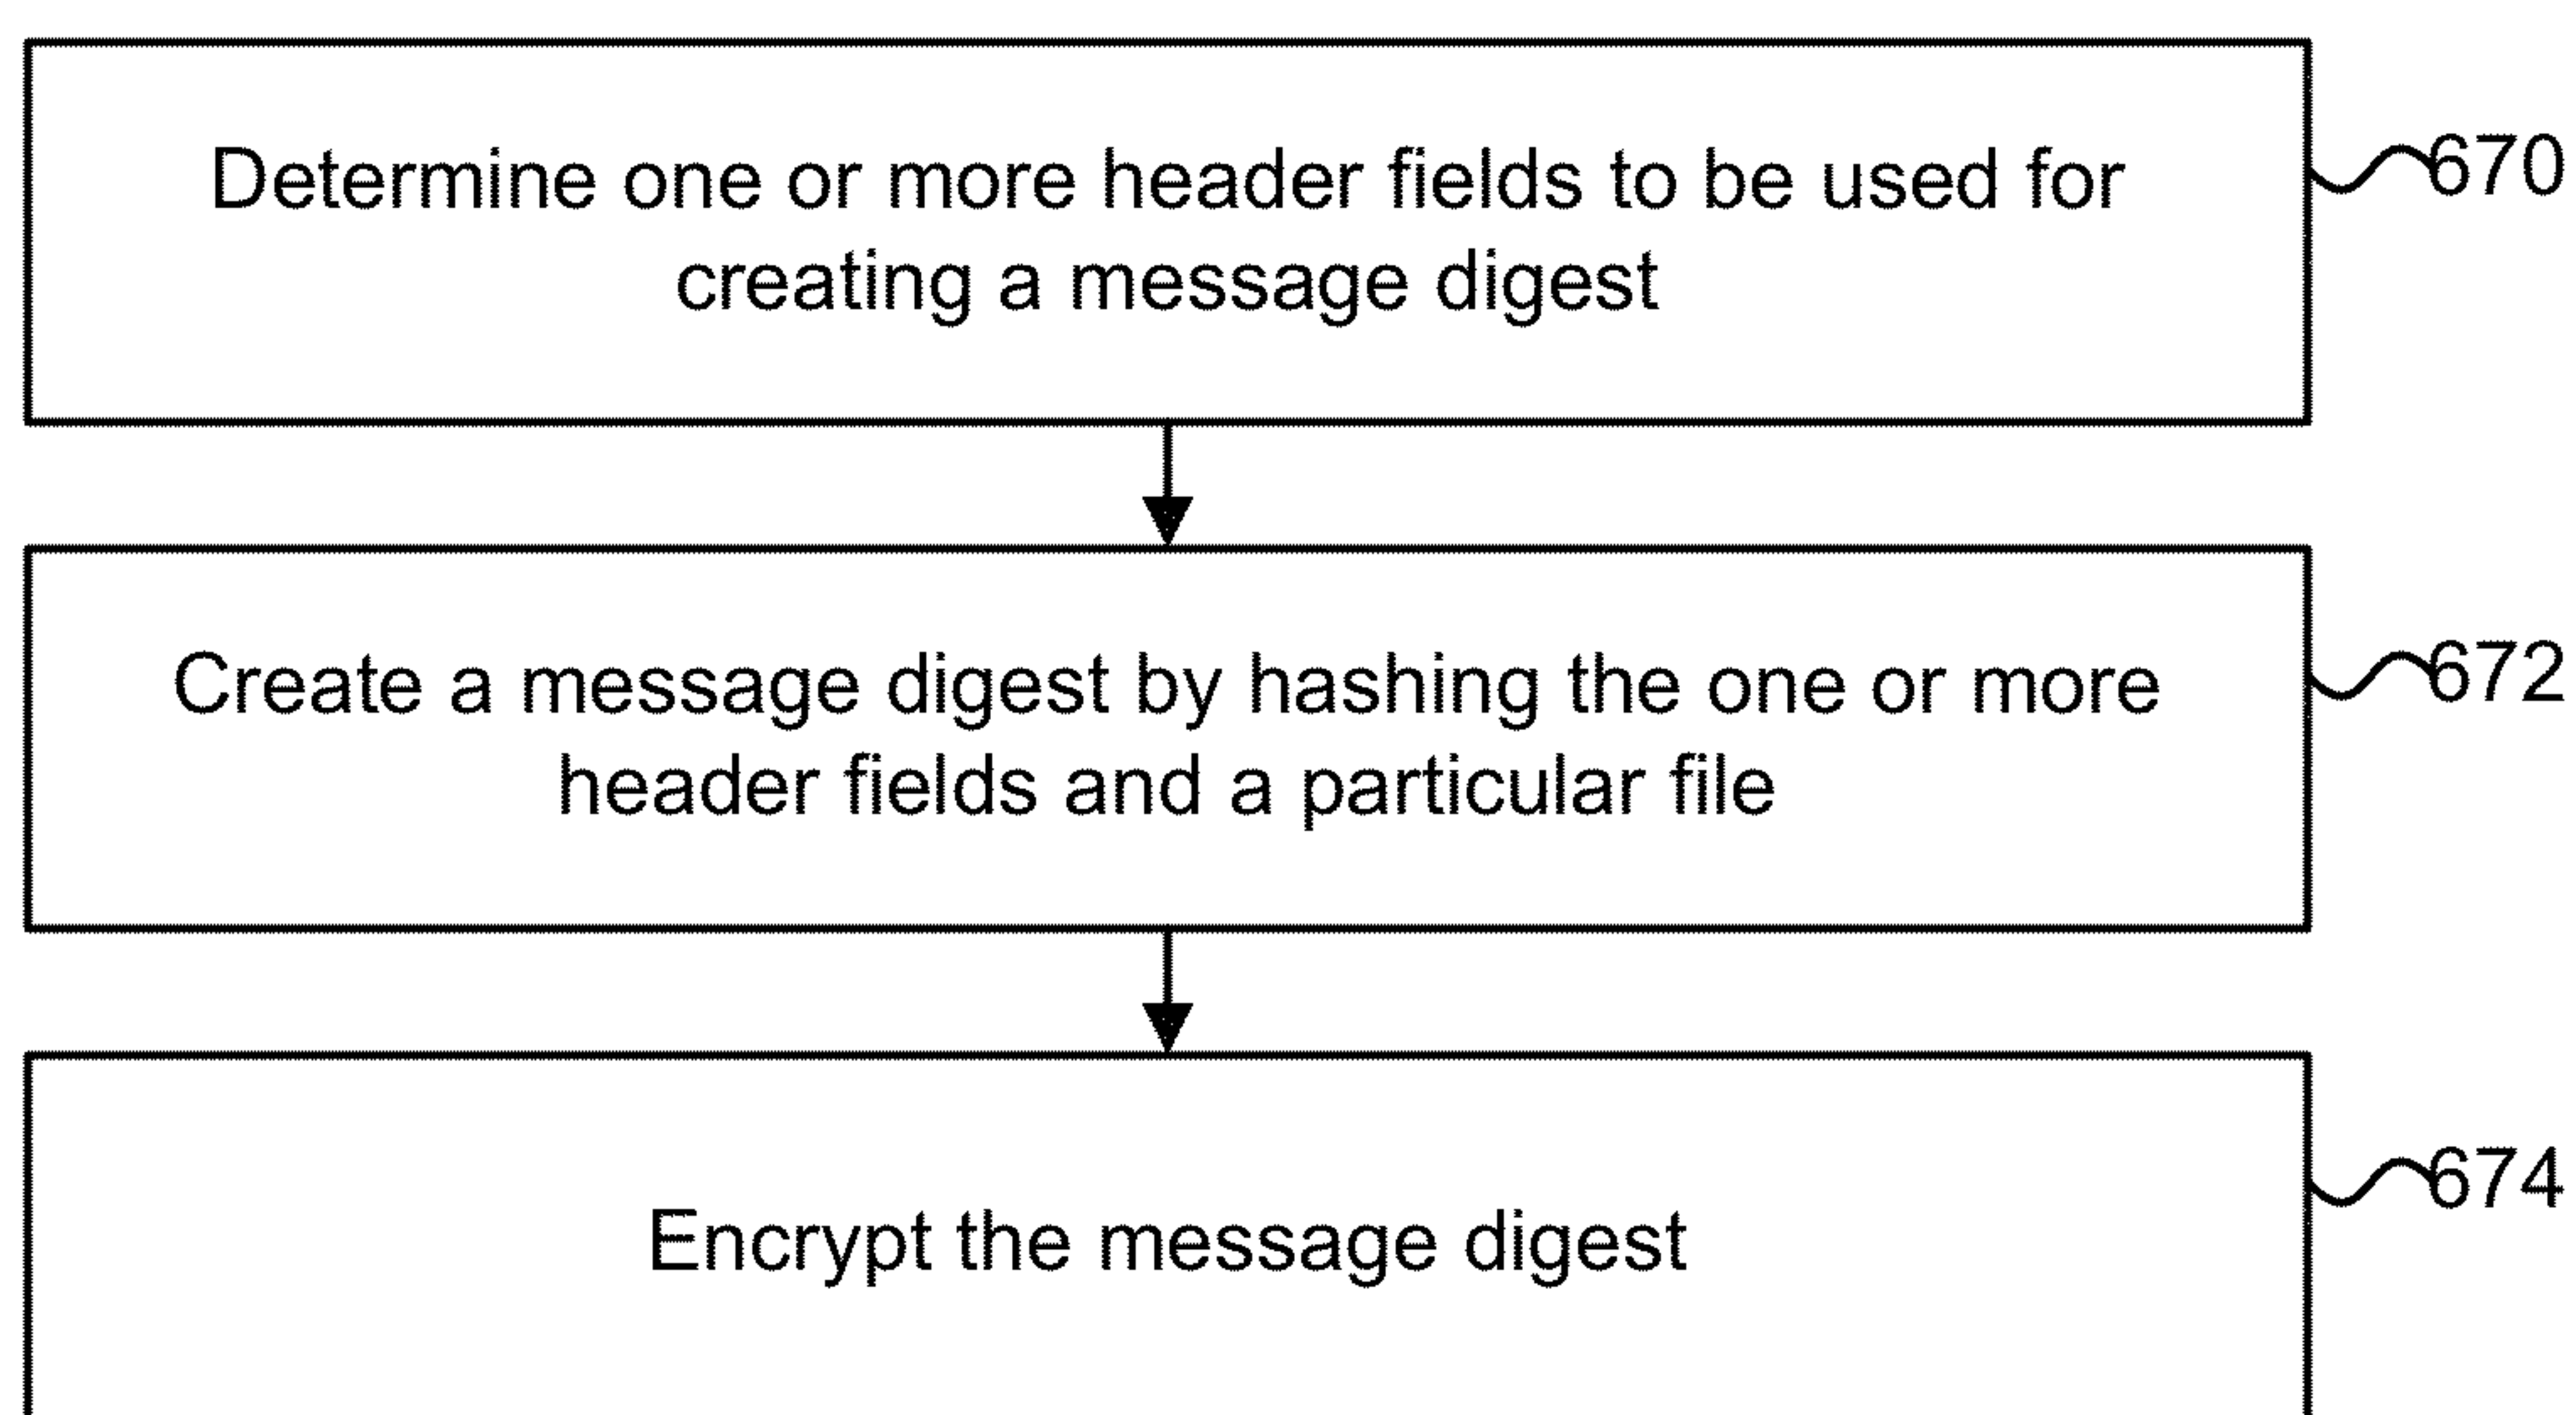 Determine one or more header fields to be used for
creating a message digest
670
Create a message digest by hashing the one or more
header fields and a particular file
672
Encrypt the message digest
674